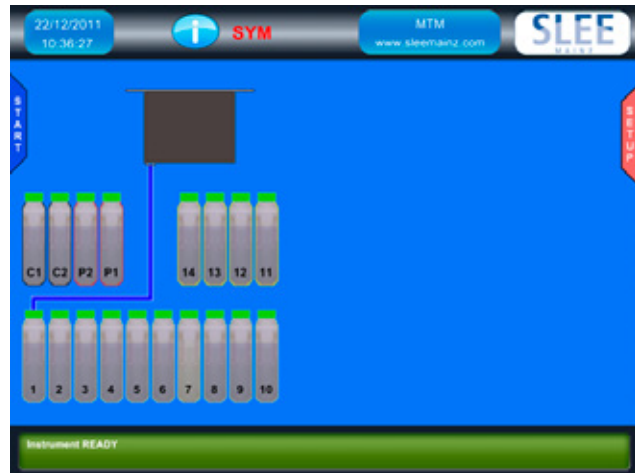 22/12/2011
10:36:27
i SYM
MTM
www.sleemainz.com
SLEE
MAINZ
START
SETUP
C1 C2 P2 P1 14 13 12 11
1 2 3 4 5 6 7 8 9 10
Instrument READY